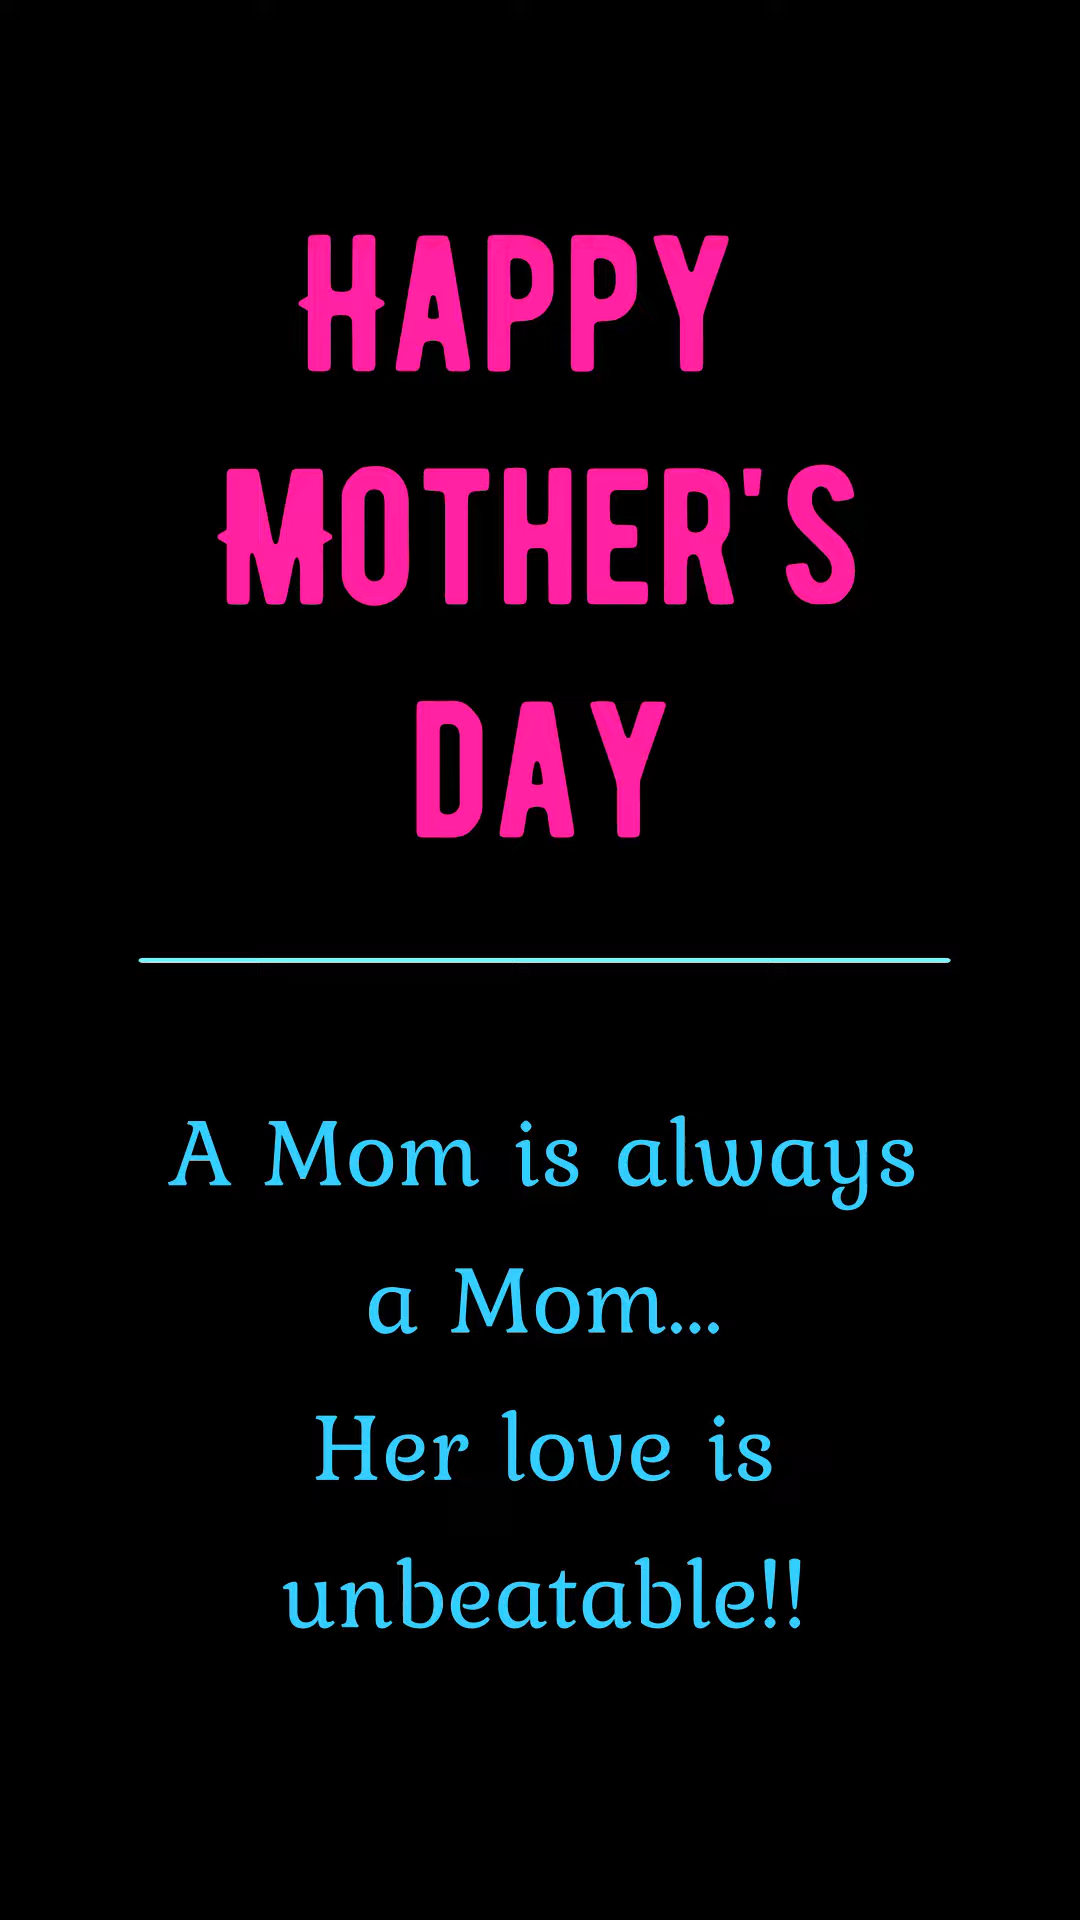 HAPPY
MOTHER'S
DAY
A Mom is always
a Mom...
Her love is
unbeatable!!